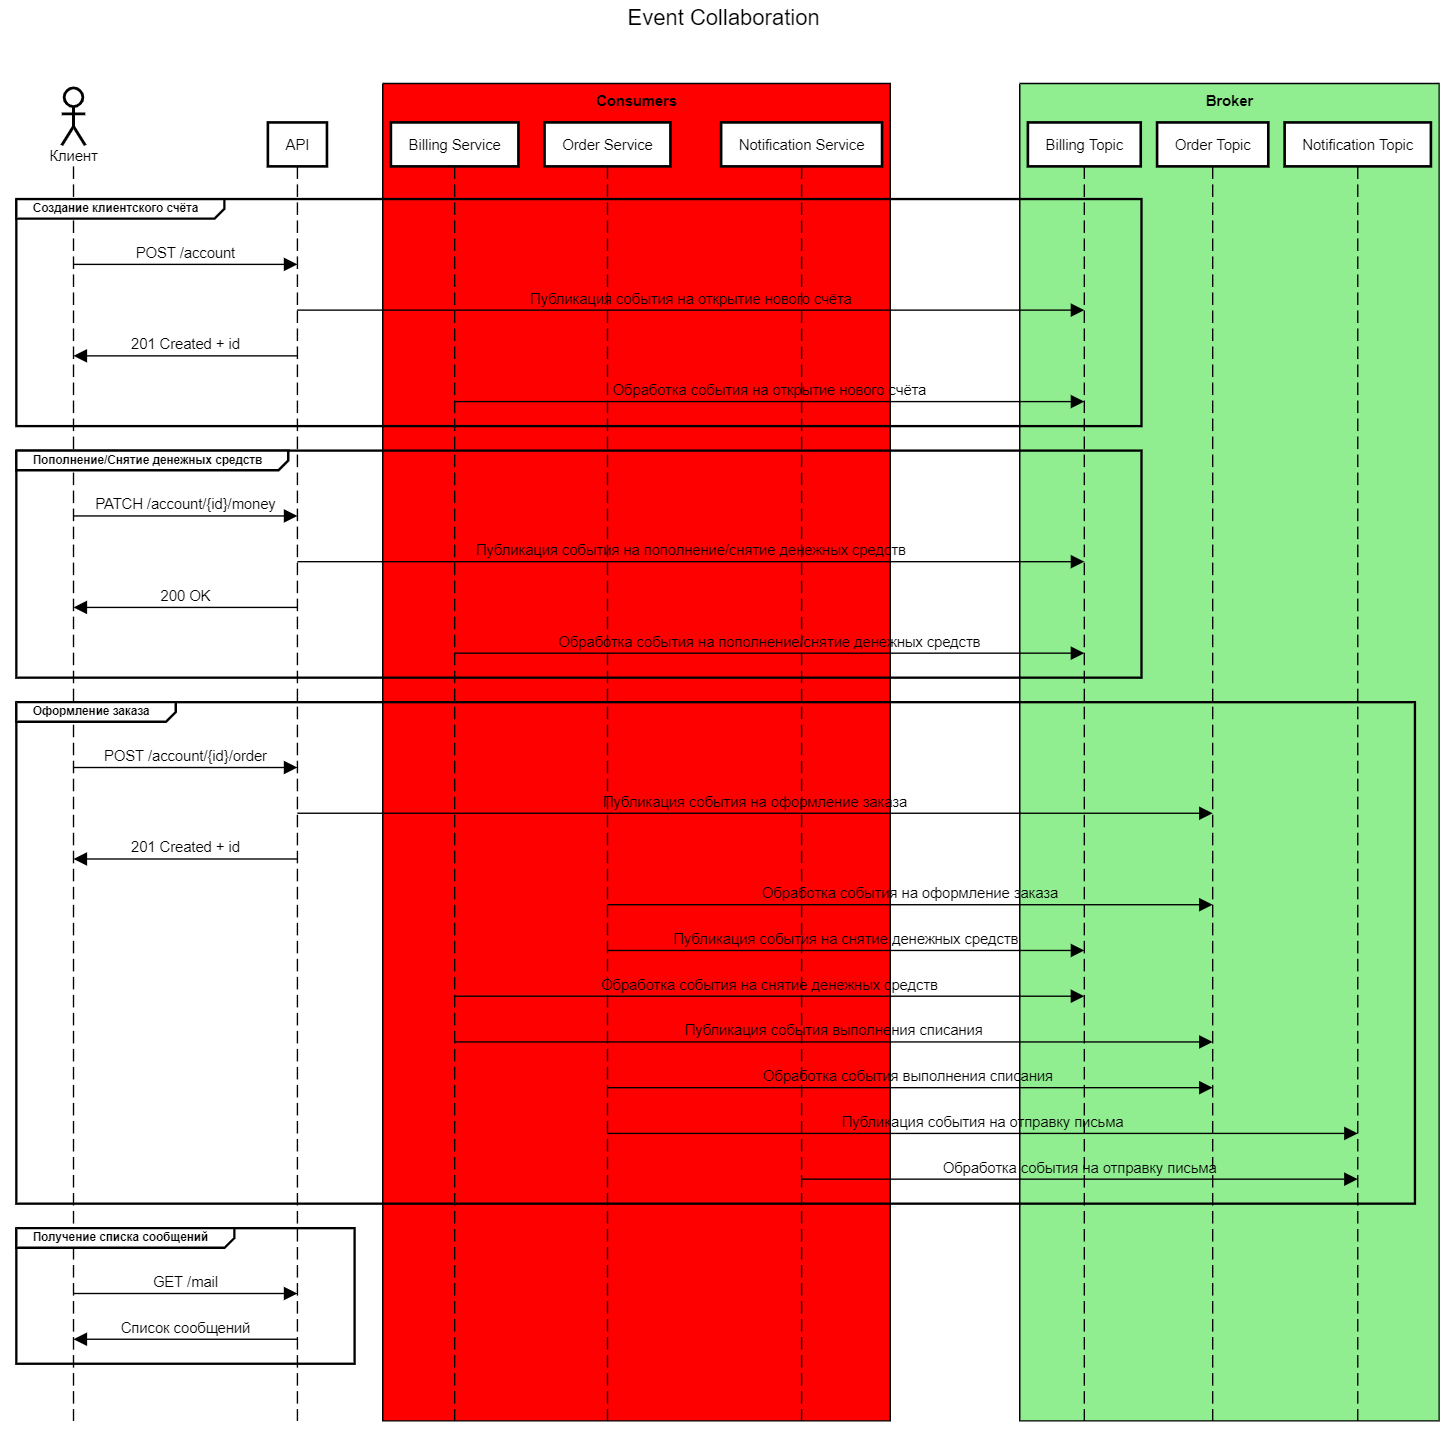 Event Collaboration
Consumers
Broker
Клиент
API
Billing Service
Order Service
Notification Service
Billing Topic
Order Topic
Notification Topic
Создание клиентского счёта
POST /account
Публикация события на открытие нового счёта
201 Created + id
Обработка события на открытие нового счёта
Пополнение/Снятие денежных средств
PATCH /account/{id}/money
Публикация события на пополнение/снятие денежных средств
200 OK
Обработка события на пополнение/снятие денежных средств
Оформление заказа
POST /account/{id}/order
Публикация события на оформление заказа
201 Created + id
Обработка события на оформление заказа
Публикация события на снятие денежных средств
Обработка события на снятие денежных средств
Публикация события выполнения списания
Обработка события выполнения списания
Публикация события на отправку письма
Обработка события на отправку письма
Получение списка сообщений
GET /mail
Список сообщений